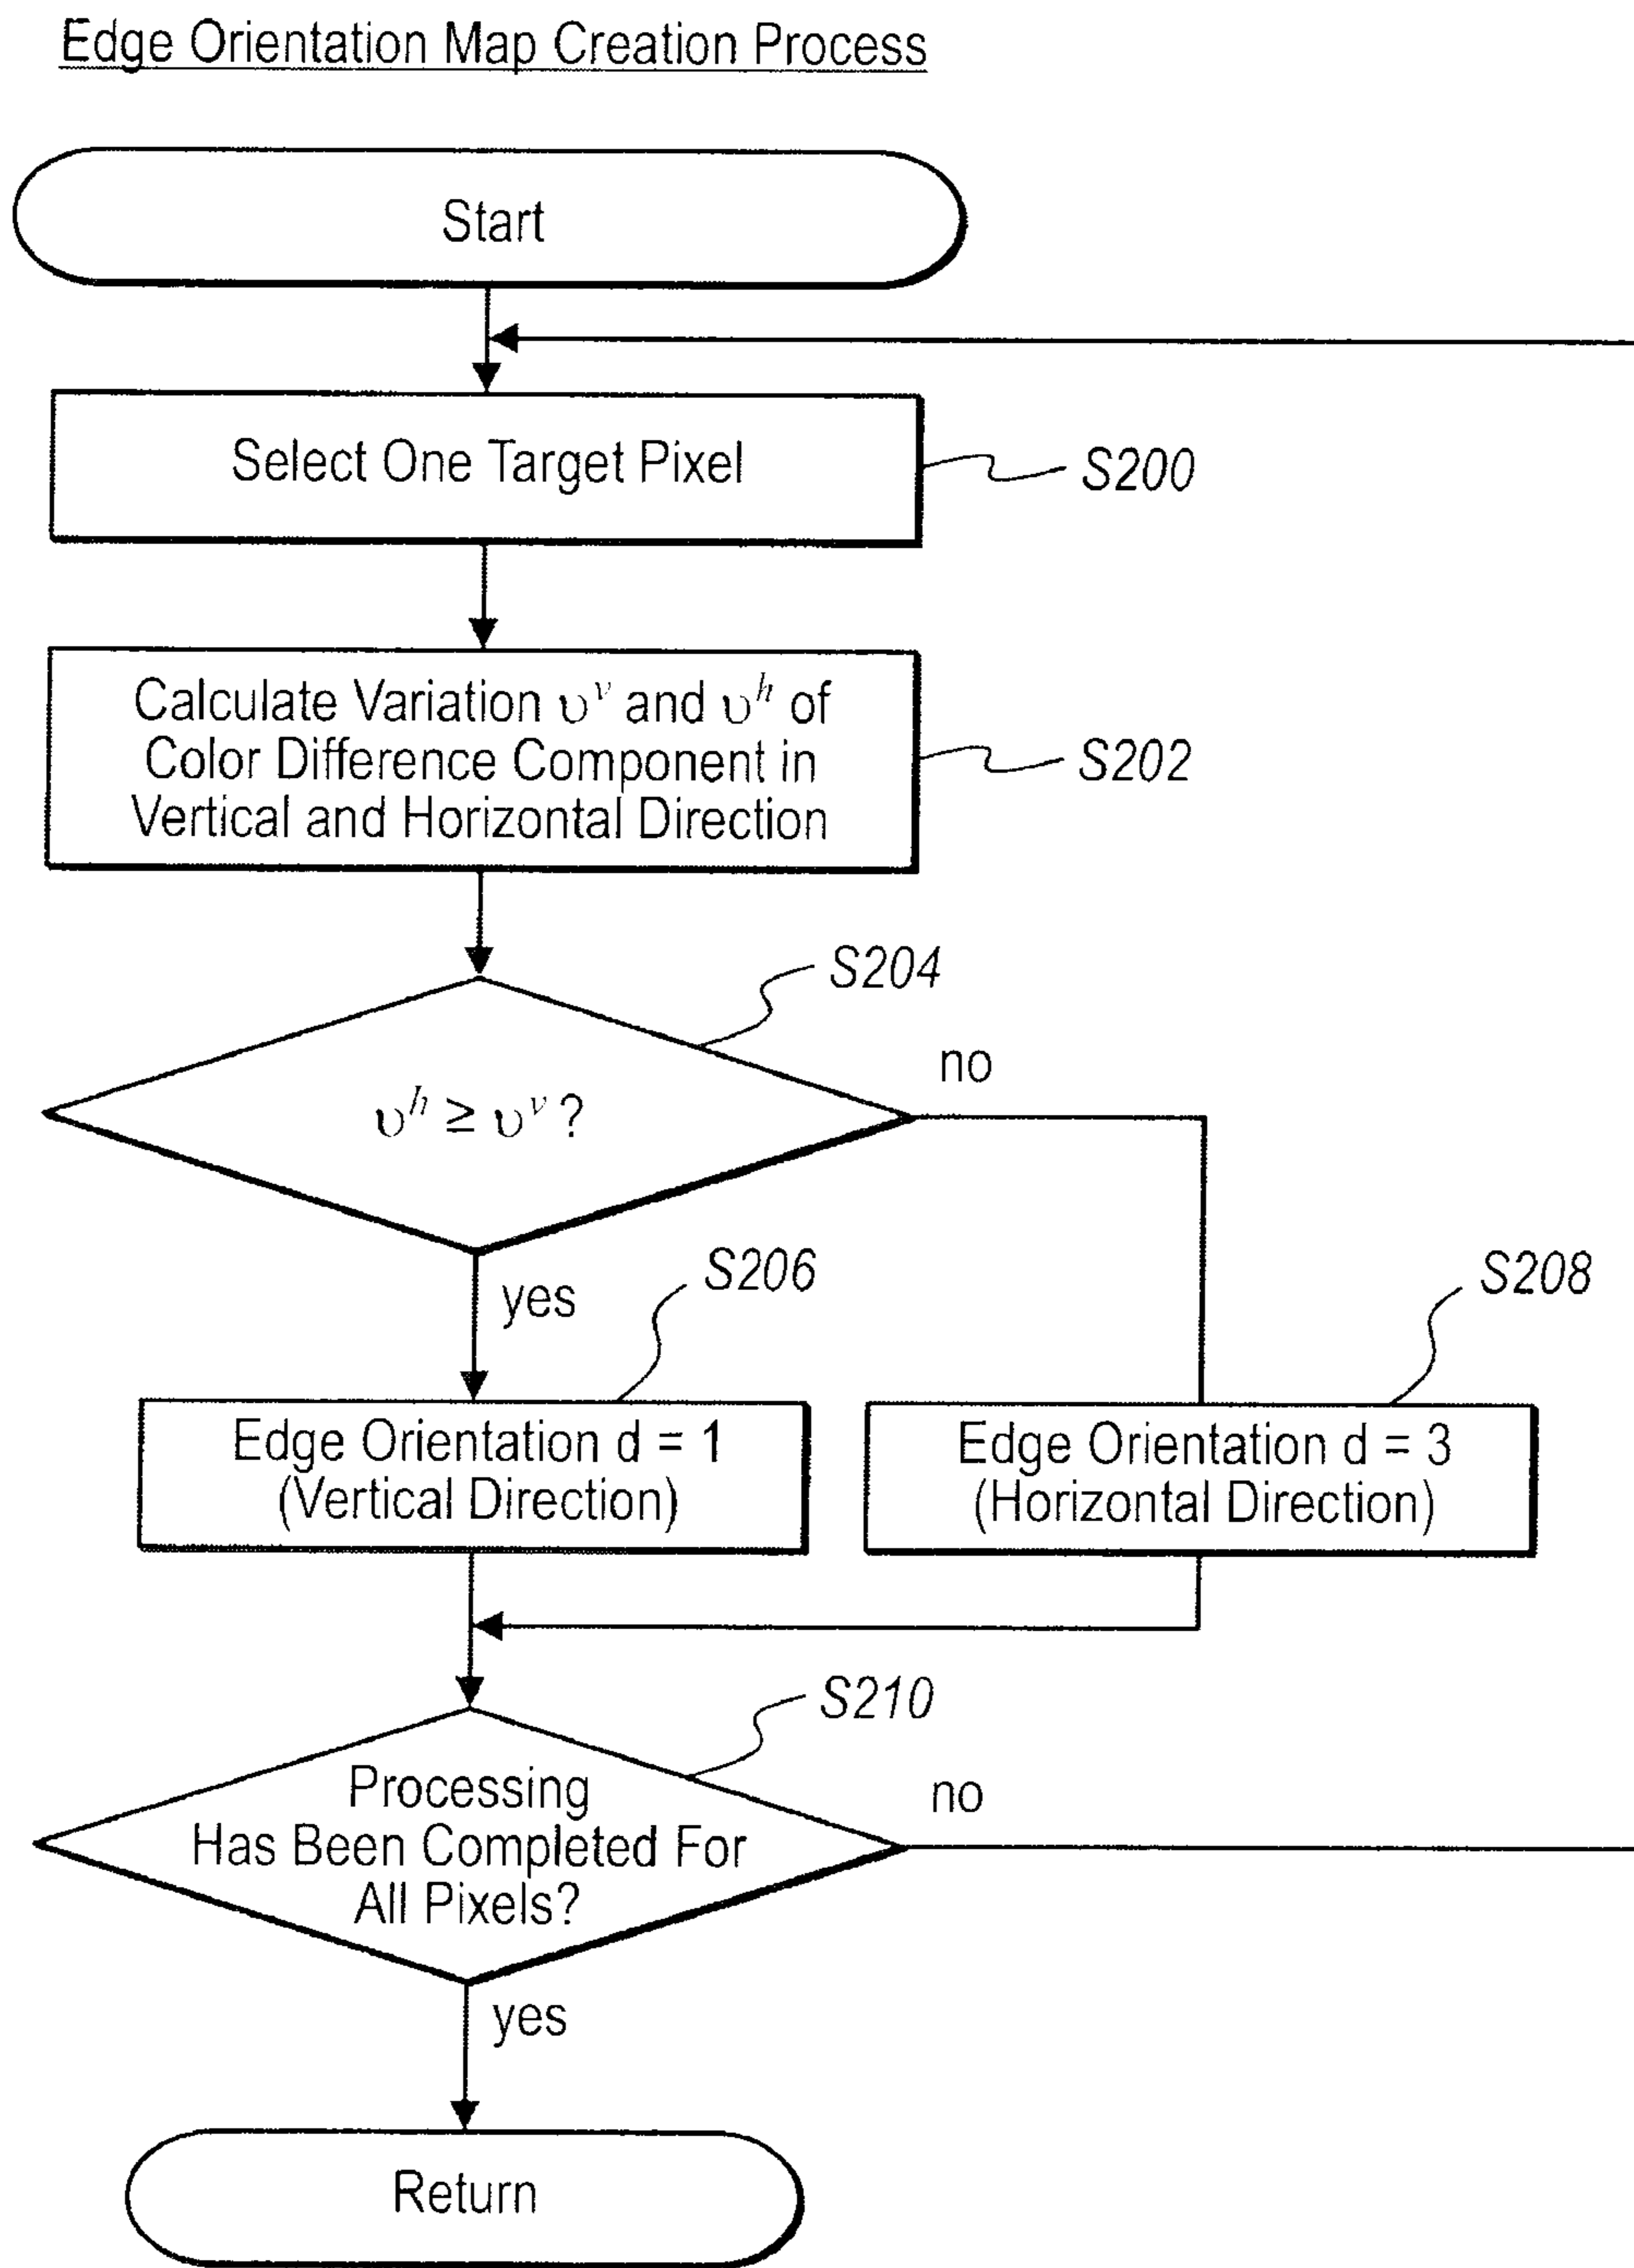 Edge Orientation Map Creation Process
Start
Select One Target Pixel
S200
Calculate Variation υ^v and υ^h of
Color Difference Component in
Vertical and Horizontal Direction
S202
S204
υ^h ≥ υ^v ?
no
yes
S206
S208
Edge Orientation d = 1
(Vertical Direction)
Edge Orientation d = 3
(Horizontal Direction)
S210
Processing
Has Been Completed For
All Pixels?
no
yes
Return